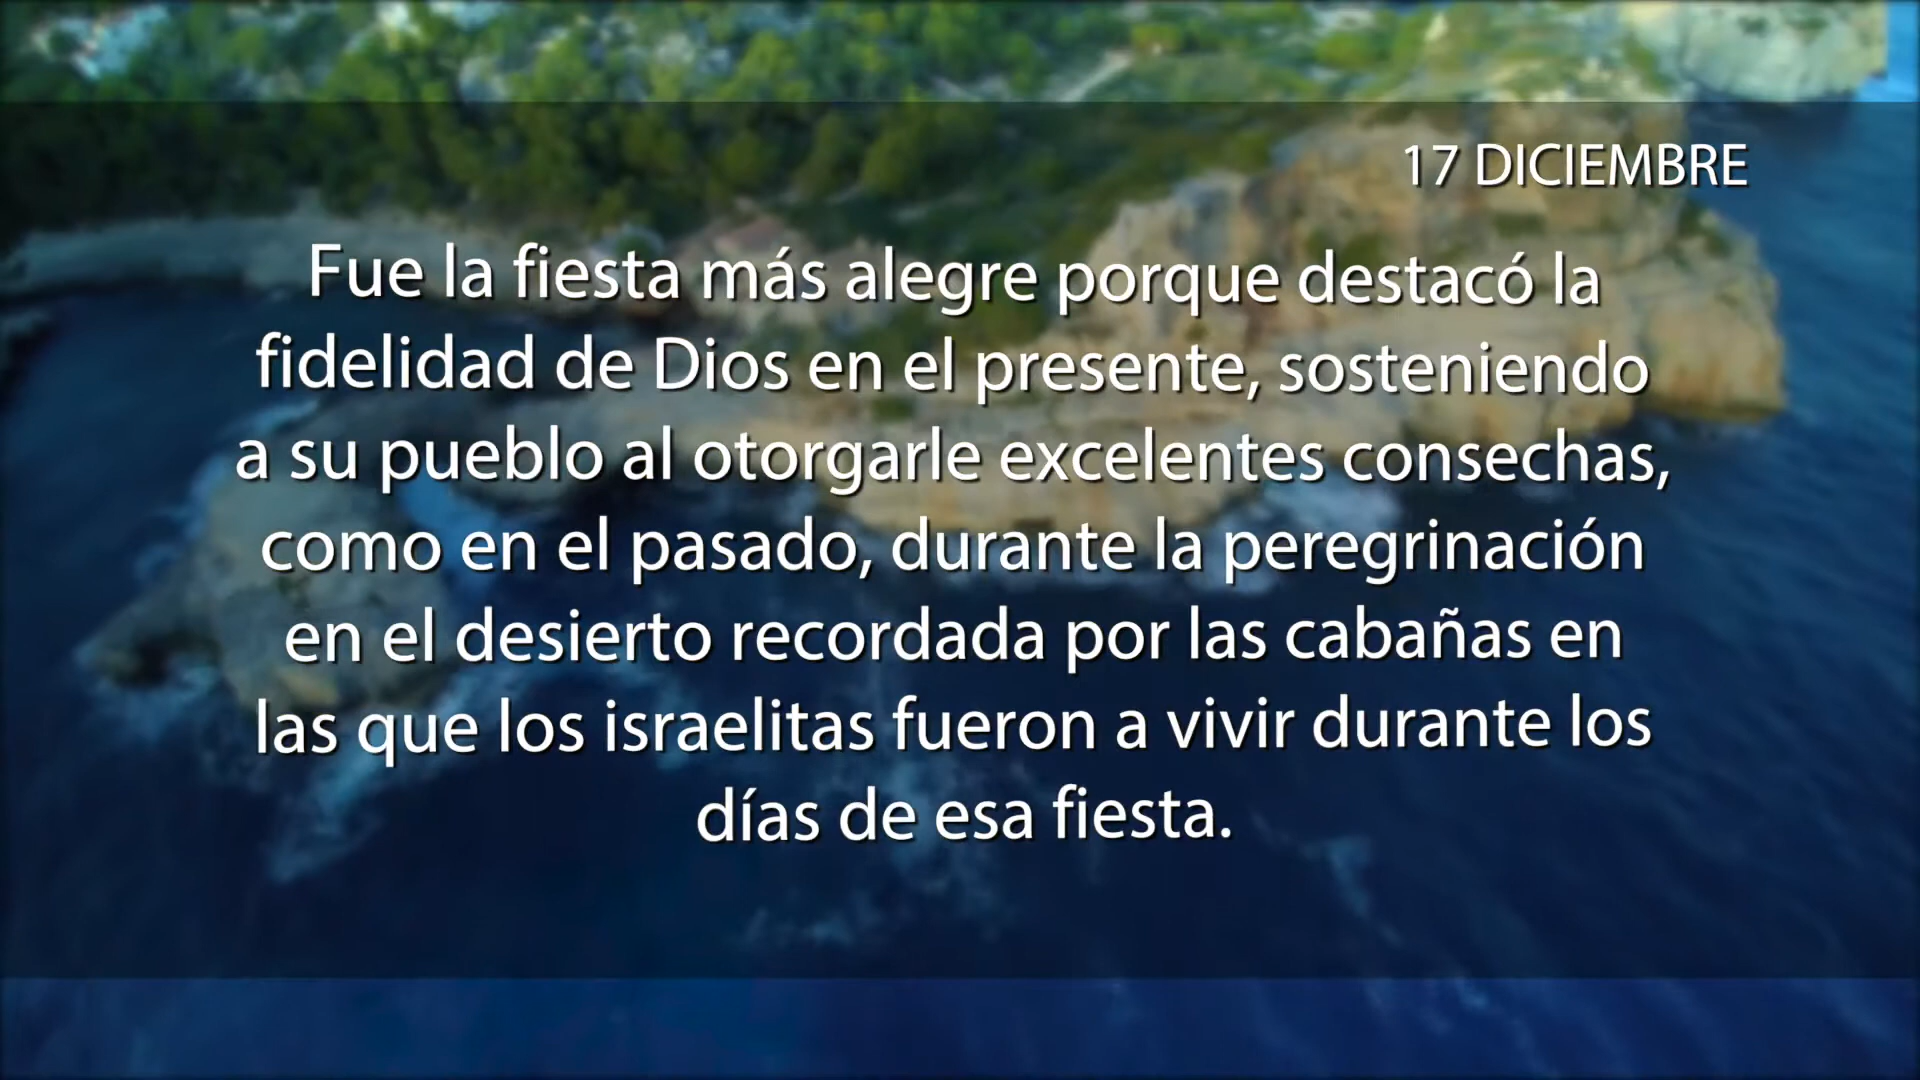 17 DICIEMBRE
Fue la fiesta más alegre porque destacó la
fidelidad de Dios en el presente, sosteniendo
a su pueblo al otorgarle excelentes consechas,
como en el pasado, durante la peregrinación
en el desierto recordada por las cabañas en
las que los israelitas fueron a vivir durante los
días de esa fiesta.